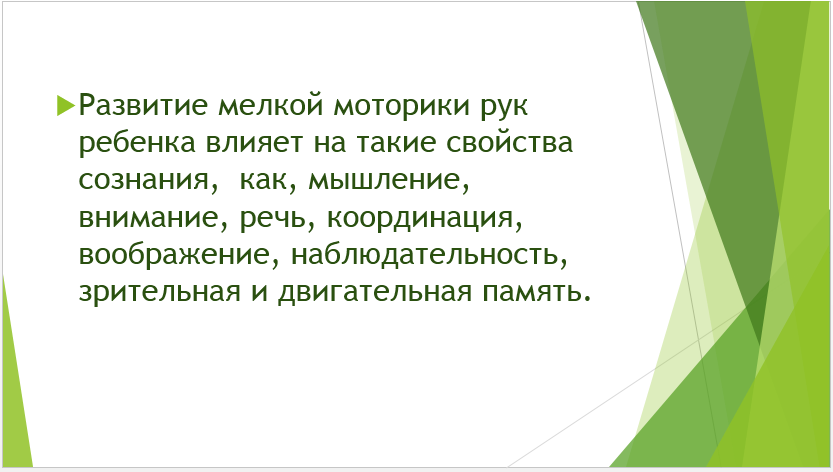 Развитие мелкой моторики рук
ребенка влияет на такие свойства
сознания,  как, мышление,
внимание, речь, координация,
воображение, наблюдательность,
зрительная и двигательная память.